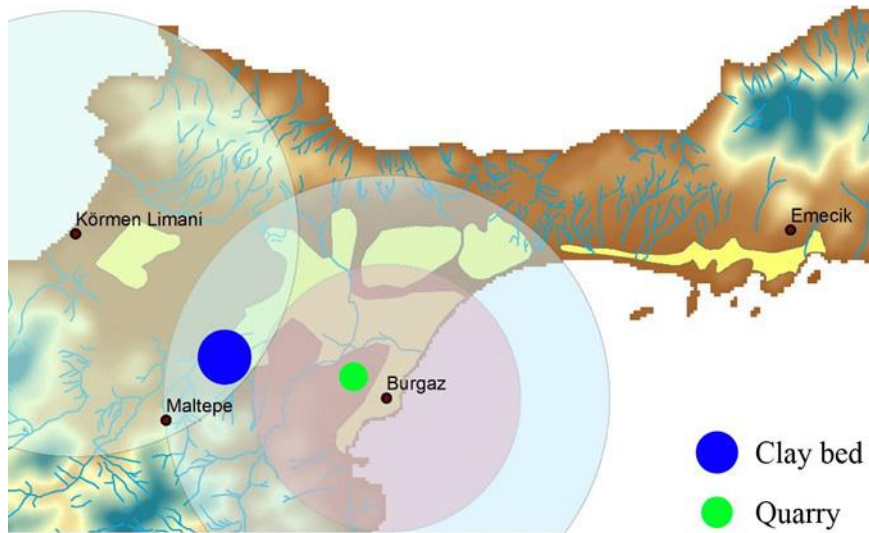 Körmen Limani
Emecik
Burgaz
Maltepe
Clay bed
Quarry